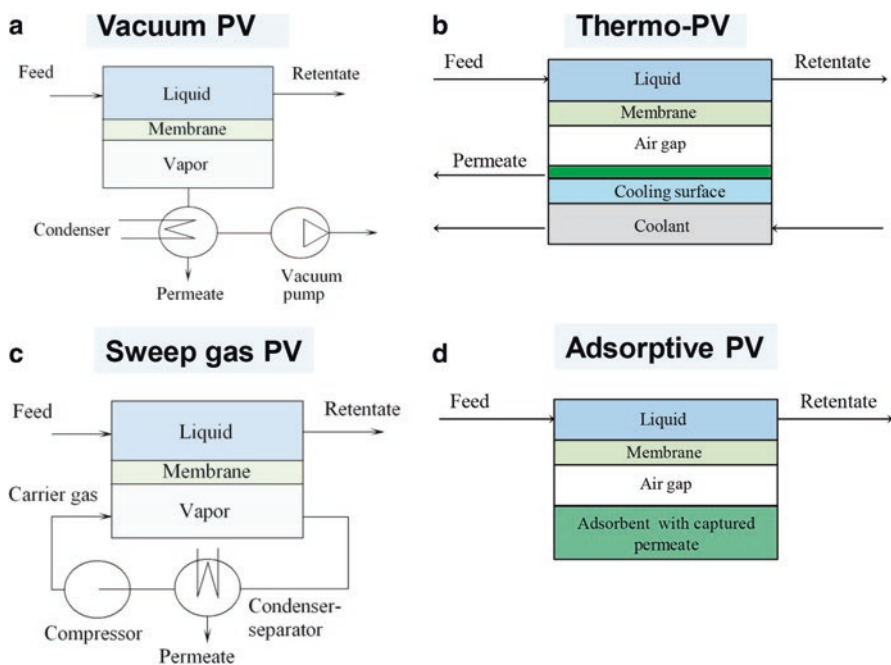 a
Vacuum PV
Feed
Retentate
Liquid
Membrane
Vapor
Condenser
Permeate
Vacuum
pump
b
Thermo-PV
Feed
Retentate
Liquid
Membrane
Air gap
Permeate
Cooling surface
Coolant
c
Sweep gas PV
Feed
Retentate
Liquid
Membrane
Carrier gas
Vapor
Condenser-
separator
Compressor
Permeate
d
Adsorptive PV
Feed
Retentate
Liquid
Membrane
Air gap
Adsorbent with captured
permeate